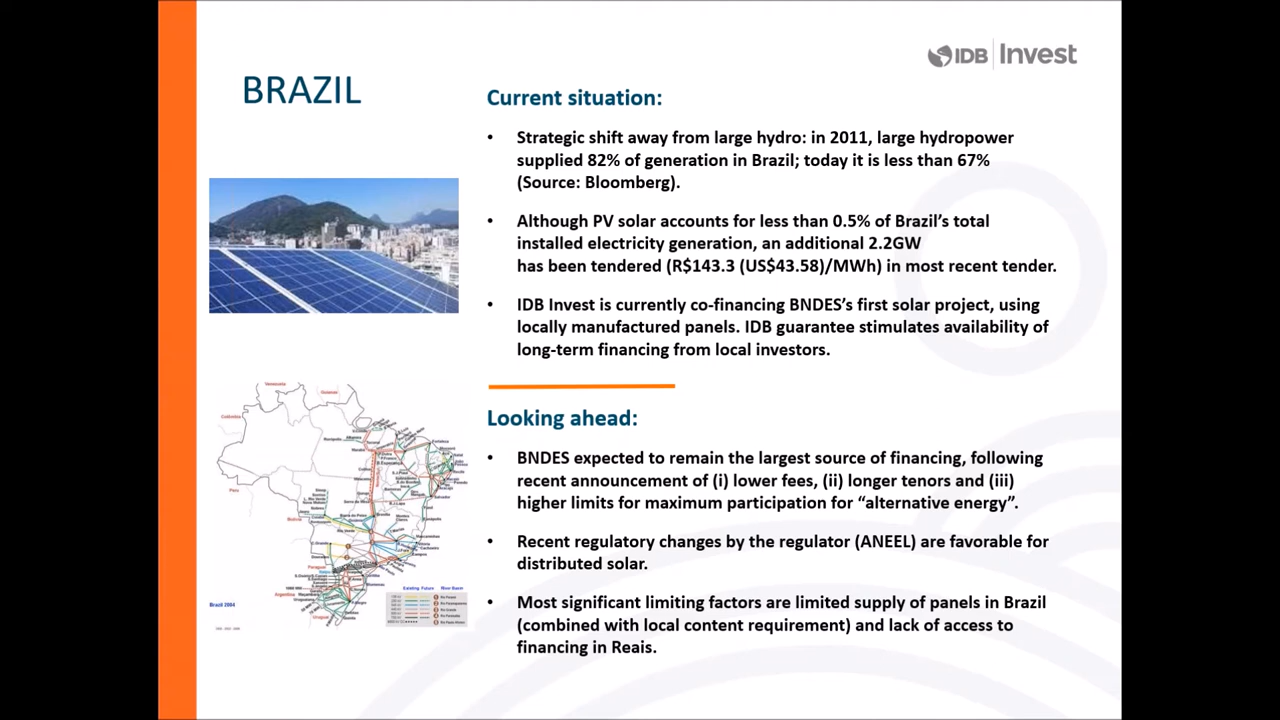 IDB Invest
BRAZIL
Current situation:
• Strategic shift away from large hydro: in 2011, large hydropower
supplied 82% of generation in Brazil; today it is less than 67%
(Source: Bloomberg).
• Although PV solar accounts for less than 0.5% of Brazil’s total
installed electricity generation, an additional 2.2GW
has been tendered (R$143.3 (US$43.58)/MWh) in most recent tender.
• IDB Invest is currently co-financing BNDES’s first solar project, using
locally manufactured panels. IDB guarantee stimulates availability of
long-term financing from local investors.
Looking ahead:
• BNDES expected to remain the largest source of financing, following
recent announcement of (i) lower fees, (ii) longer tenors and (iii)
higher limits for maximum participation for “alternative energy”.
• Recent regulatory changes by the regulator (ANEEL) are favorable for
distributed solar.
• Most significant limiting factors are limited supply of panels in Brazil
(combined with local content requirement) and lack of access to
financing in Reais.
Venezuela
Colombia
Peru
Bolivia
Paraguai
Argentina
Uruguai
Brazil 2004